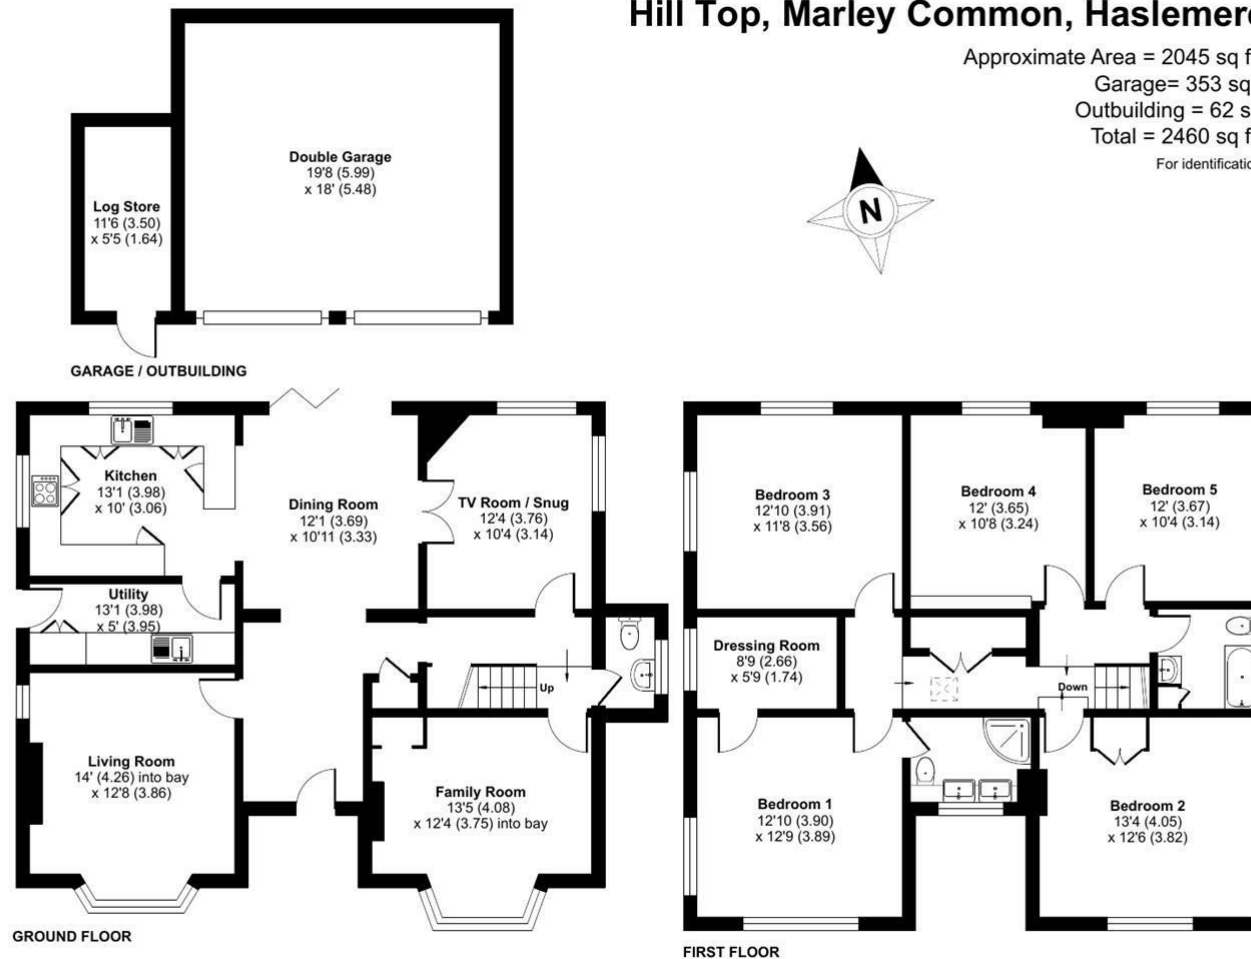 Hill Top, Marley Common, Haslemere
Approximate Area = 2045 sq f
Garage= 353 sq
Outbuilding = 62 s
Total = 2460 sq f
For identificatio
N
Double Garage
19'8 (5.99)
x 18' (5.48)
Log Store
11'6 (3.50)
x 5'5 (1.64)
GARAGE / OUTBUILDING
Kitchen
13'1 (3.98)
x 10' (3.06)
Dining Room
12'1 (3.69)
x 10'11 (3.33)
TV Room / Snug
12'4 (3.76)
x 10'4 (3.14)
Utility
13'1 (3.98)
x 5' (3.95)
Up
Living Room
14' (4.26) into bay
x 12'8 (3.86)
Family Room
13'5 (4.08)
x 12'4 (3.75) into bay
GROUND FLOOR
Bedroom 3
12'10 (3.91)
x 11'8 (3.56)
Bedroom 4
12' (3.65)
x 10'8 (3.24)
Bedroom 5
12' (3.67)
x 10'4 (3.14)
Dressing Room
8'9 (2.66)
x 5'9 (1.74)
Down
Bedroom 1
12'10 (3.90)
x 12'9 (3.89)
Bedroom 2
13'4 (4.05)
x 12'6 (3.82)
FIRST FLOOR